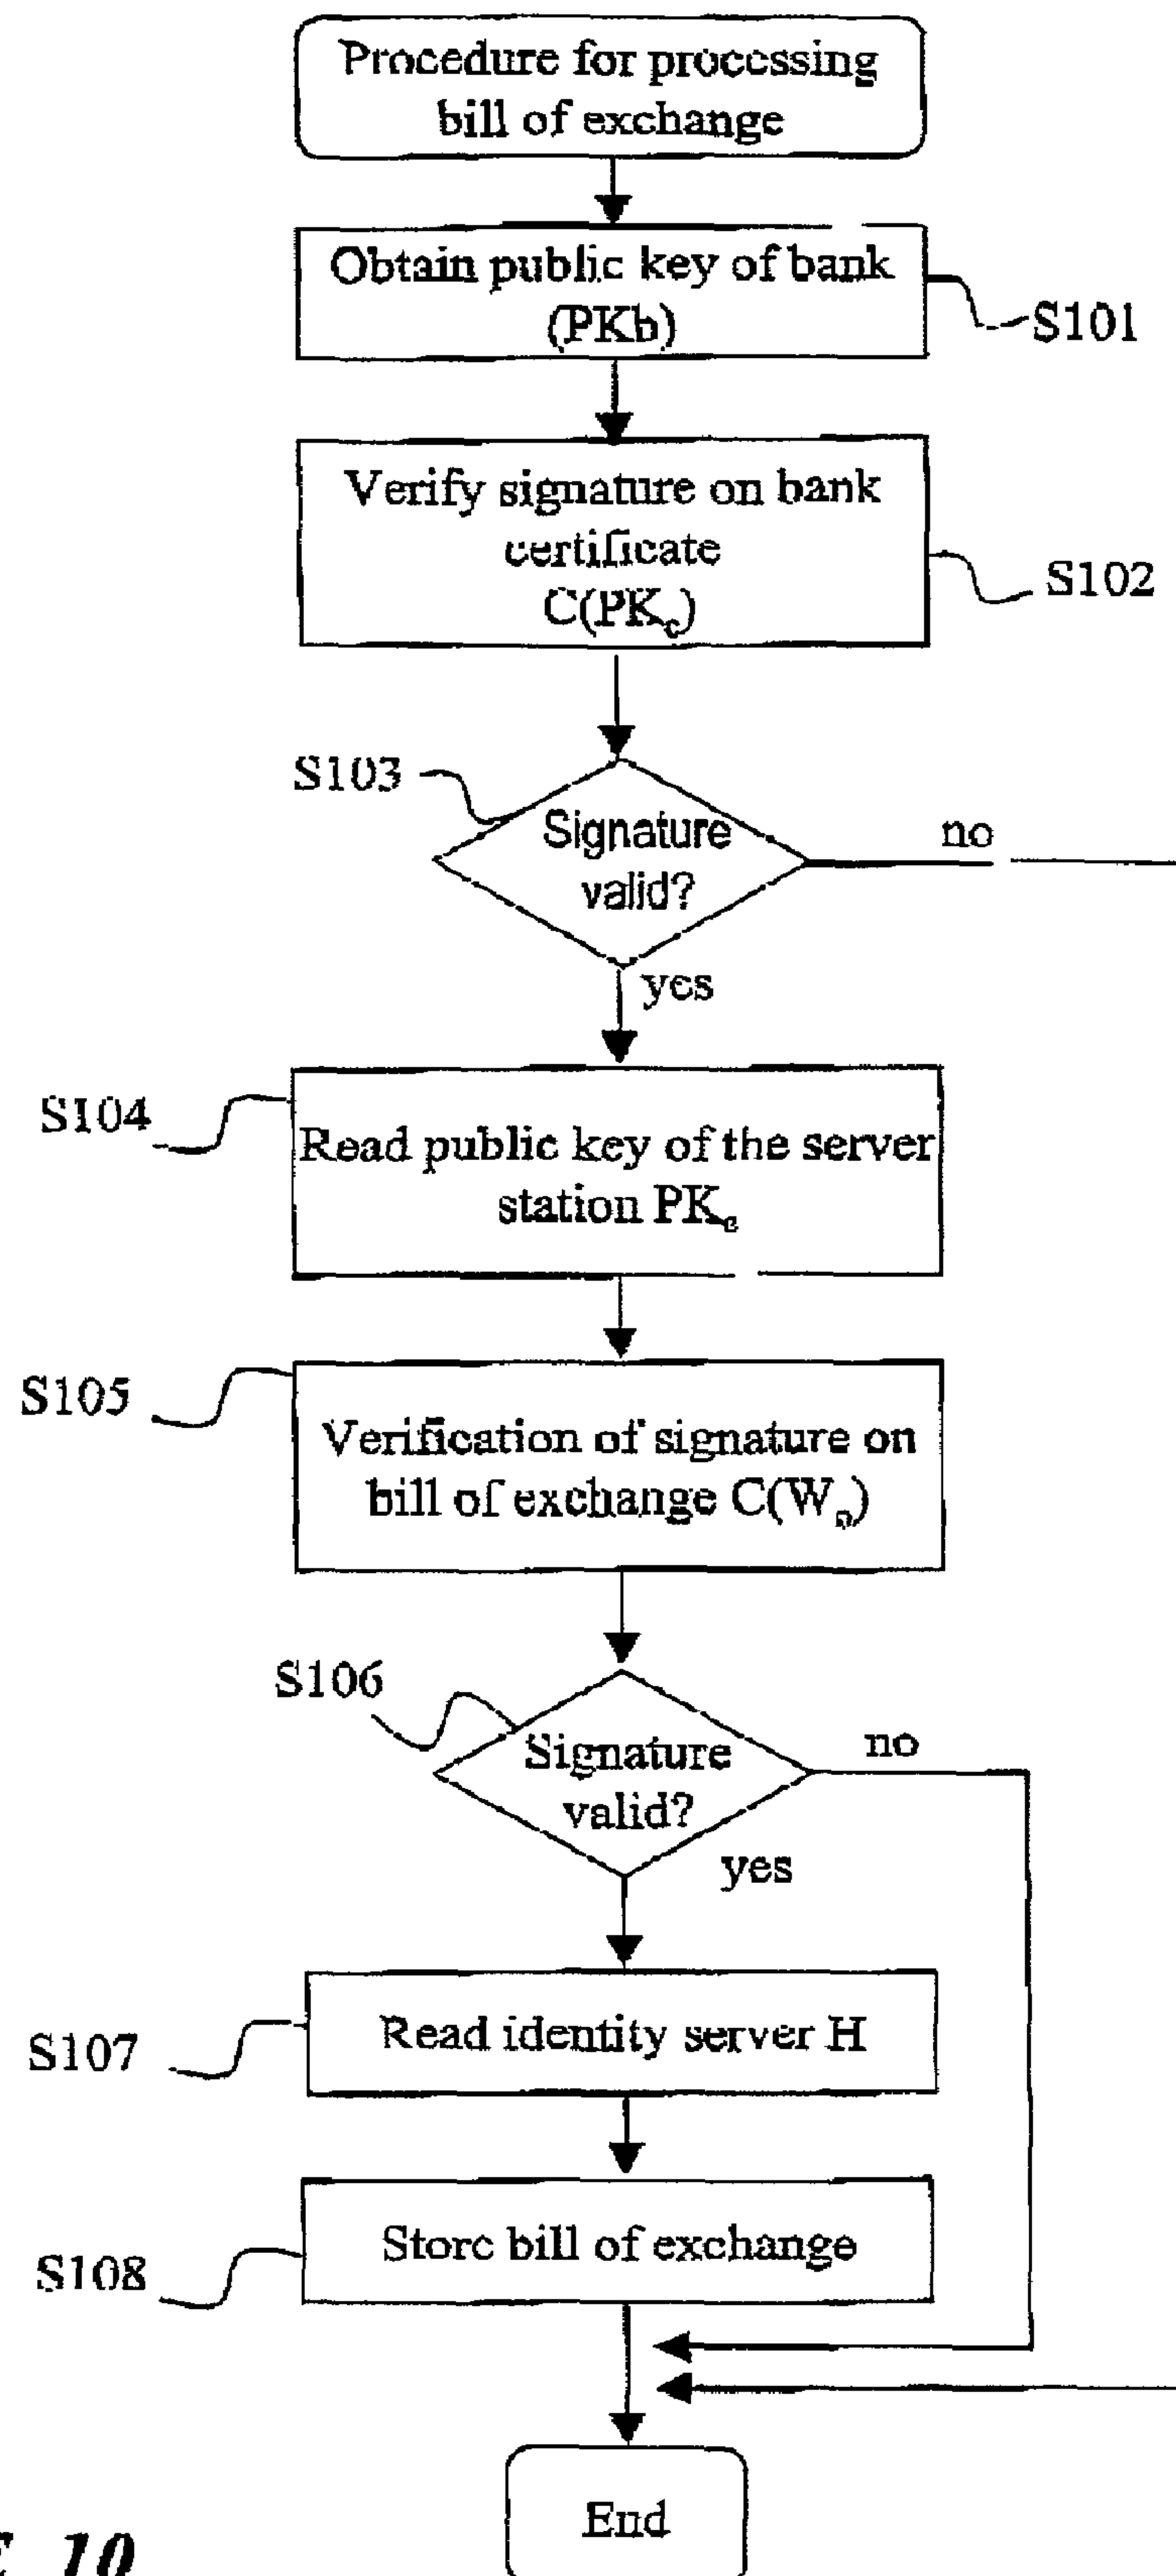 Procedure for processing
bill of exchange
Obtain public key of bank
(PKb)
S101
Verify signature on bank
certificate
C(PKc)
S102
S103
Signature
valid?
no
yes
S104
Read public key of the server
station PKc
S105
Verification of signature on
bill of exchange C(Wn)
S106
Signature
valid?
no
yes
S107
Read identity server H
S108
Store bill of exchange
End
10